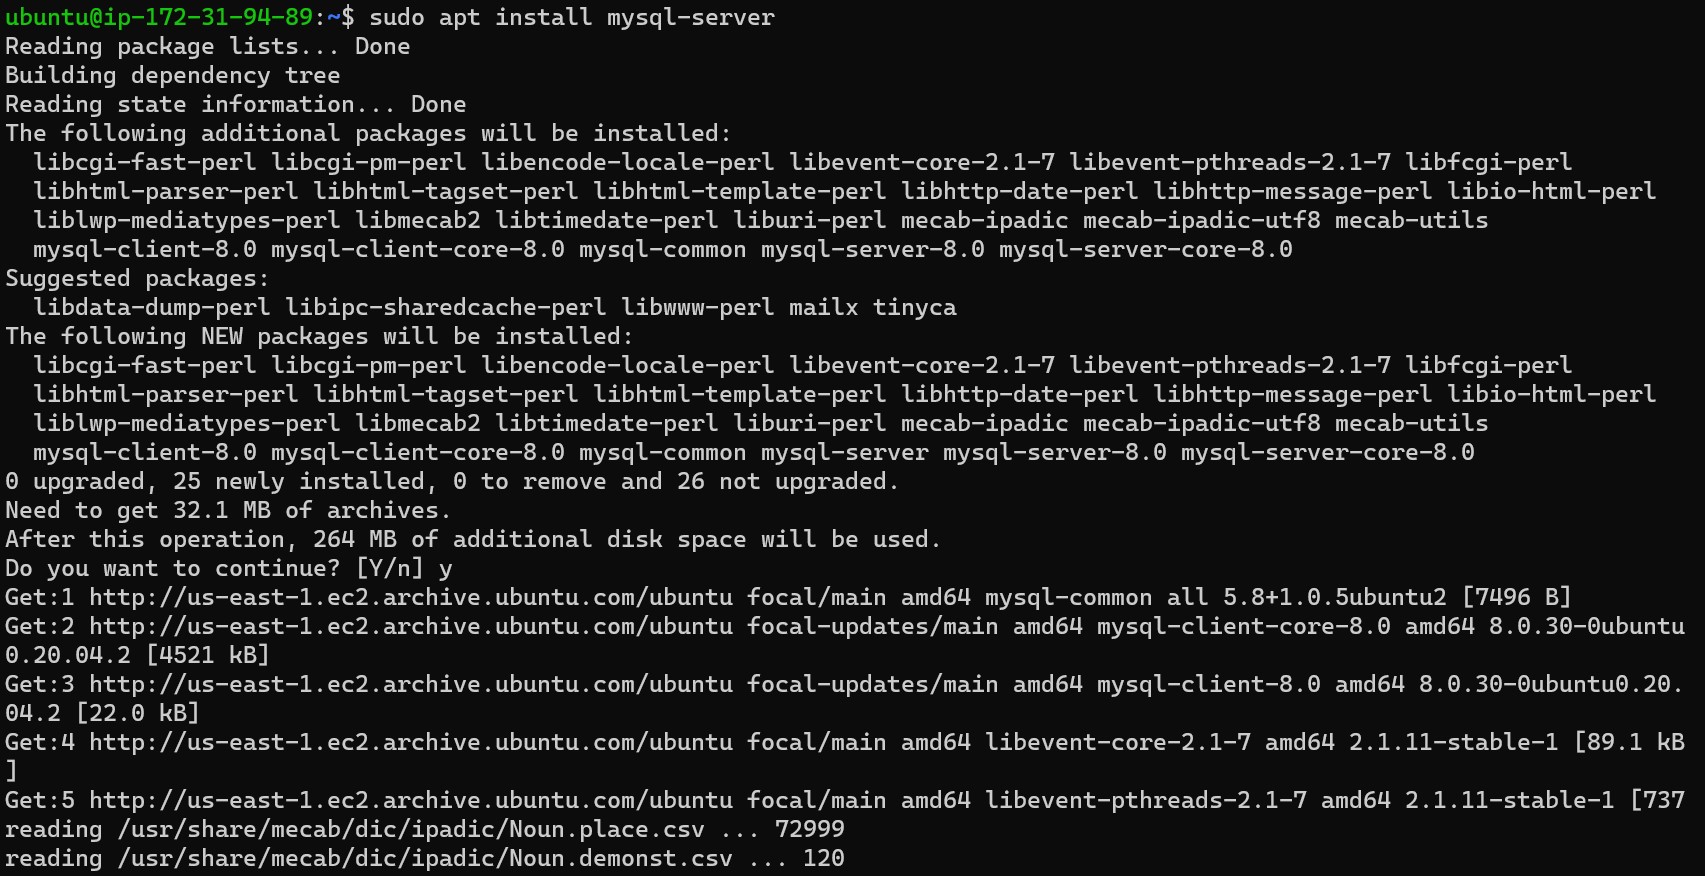 ubuntu@ip-172-31-94-89:~$ sudo apt install mysql-server
Reading package lists... Done
Building dependency tree
Reading state information... Done
The following additional packages will be installed:
  libcgi-fast-perl libcgi-pm-perl libencode-locale-perl libevent-core-2.1-7 libevent-pthreads-2.1-7 libfcgi-perl
  libhtml-parser-perl libhtml-tagset-perl libhtml-template-perl libhttp-date-perl libhttp-message-perl libio-html-perl
  liblwp-mediatypes-perl libmecab2 libtimedate-perl liburi-perl mecab-ipadic mecab-ipadic-utf8 mecab-utils
  mysql-client-8.0 mysql-client-core-8.0 mysql-common mysql-server-8.0 mysql-server-core-8.0
Suggested packages:
  libdata-dump-perl libipc-sharedcache-perl libwww-perl mailx tinyca
The following NEW packages will be installed:
  libcgi-fast-perl libcgi-pm-perl libencode-locale-perl libevent-core-2.1-7 libevent-pthreads-2.1-7 libfcgi-perl
  libhtml-parser-perl libhtml-tagset-perl libhtml-template-perl libhttp-date-perl libhttp-message-perl libio-html-perl
  liblwp-mediatypes-perl libmecab2 libtimedate-perl liburi-perl mecab-ipadic mecab-ipadic-utf8 mecab-utils
  mysql-client-8.0 mysql-client-core-8.0 mysql-common mysql-server mysql-server-8.0 mysql-server-core-8.0
0 upgraded, 25 newly installed, 0 to remove and 26 not upgraded.
Need to get 32.1 MB of archives.
After this operation, 264 MB of additional disk space will be used.
Do you want to continue? [Y/n] y
Get:1 http://us-east-1.ec2.archive.ubuntu.com/ubuntu focal/main amd64 mysql-common all 5.8+1.0.5ubuntu2 [7496 B]
Get:2 http://us-east-1.ec2.archive.ubuntu.com/ubuntu focal-updates/main amd64 mysql-client-core-8.0 amd64 8.0.30-0ubuntu
0.20.04.2 [4521 kB]
Get:3 http://us-east-1.ec2.archive.ubuntu.com/ubuntu focal-updates/main amd64 mysql-client-8.0 amd64 8.0.30-0ubuntu0.20.
04.2 [22.0 kB]
Get:4 http://us-east-1.ec2.archive.ubuntu.com/ubuntu focal/main amd64 libevent-core-2.1-7 amd64 2.1.11-stable-1 [89.1 kB
]
Get:5 http://us-east-1.ec2.archive.ubuntu.com/ubuntu focal/main amd64 libevent-pthreads-2.1-7 amd64 2.1.11-stable-1 [737
reading /usr/share/mecab/dic/ipadic/Noun.place.csv ... 72999
reading /usr/share/mecab/dic/ipadic/Noun.demonst.csv ... 120